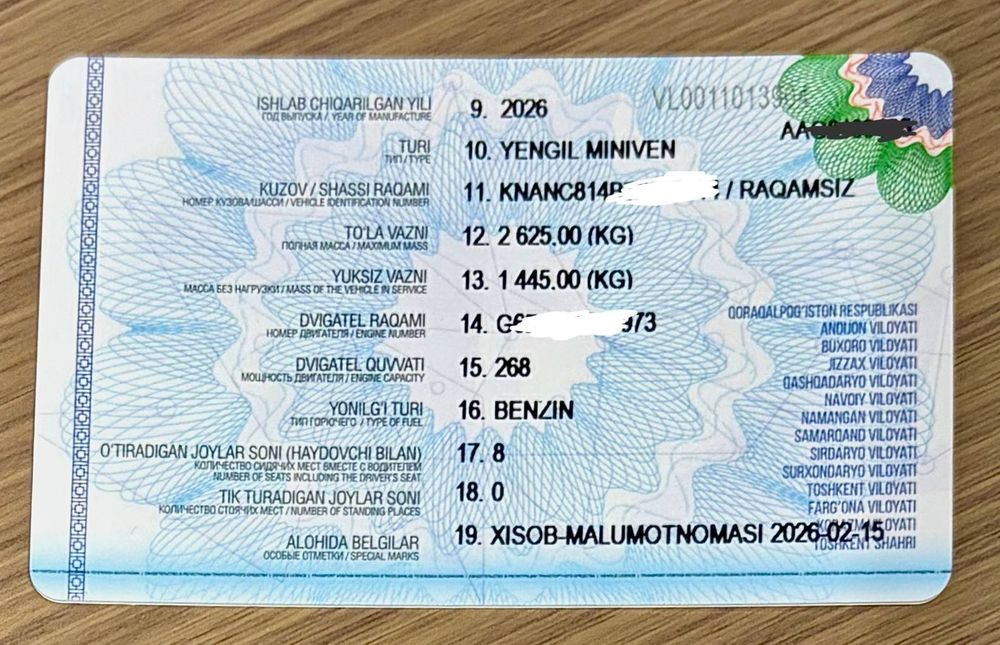 ISHLAB CHIQARILGAN YILI 9. 2026
ГОД ВЫПУСКА / YEAR OF MANUFACTURE
VL0011013904
TURI 10. YENGIL MINIVEN
ТИП / TYPE
KUZOV / SHASSI RAQAMI 11. KNANC814 / RAQAMSIZ
НОМЕР КУЗОВА/ШАССИ / VEHICLE IDENTIFICATION NUMBER
TO'LA VAZNI 12. 2 625.00 (KG)
ПОЛНАЯ МАССА / MAXIMUM MASS
YUKSIZ VAZNI 13. 1 445.00 (KG)
МАССА БЕЗ НАГРУЗКИ / MASS OF THE VEHICLE IN SERVICE
DVIGATEL RAQAMI 14. G6 973
НОМЕР ДВИГАТЕЛЯ / ENGINE NUMBER
DVIGATEL QUVVATI 15. 268
МОЩНОСТЬ ДВИГАТЕЛЯ / ENGINE CAPACITY
YONILG'I TURI 16. BENZIN
ТИП ГОРЮЧЕГО / TYPE OF FUEL
O'TIRADIGAN JOYLAR SONI (HAYDOVCHI BILAN) 17. 8
КОЛИЧЕСТВО СИДЯЧИХ МЕСТ ВМЕСТЕ С ВОДИТЕЛЕМ
NUMBER OF SEATS INCLUDING THE DRIVER'S SEAT
TIK TURADIGAN JOYLAR SONI 18. 0
КОЛИЧЕСТВО СТОЯЧИХ МЕСТ / NUMBER OF STANDING PLACES
ALOHIDA BELGILAR 19. XISOB-MALUMOTNOMASI 2026-02-15
ОСОБЫЕ ОТМЕТКИ / SPECIAL MARKS
QORAQALPOG'ISTON RESPUBLIKASI
ANDIJON VILOYATI
BUXORO VILOYATI
JIZZAX VILOYATI
QASHQADARYO VILOYATI
NAVOIY VILOYATI
NAMANGAN VILOYATI
SAMARQAND VILOYATI
SIRDARYO VILOYATI
SURXONDARYO VILOYATI
TOSHKENT VILOYATI
FARG'ONA VILOYATI
XORAZM VILOYATI
TOSHKENT SHAHRI